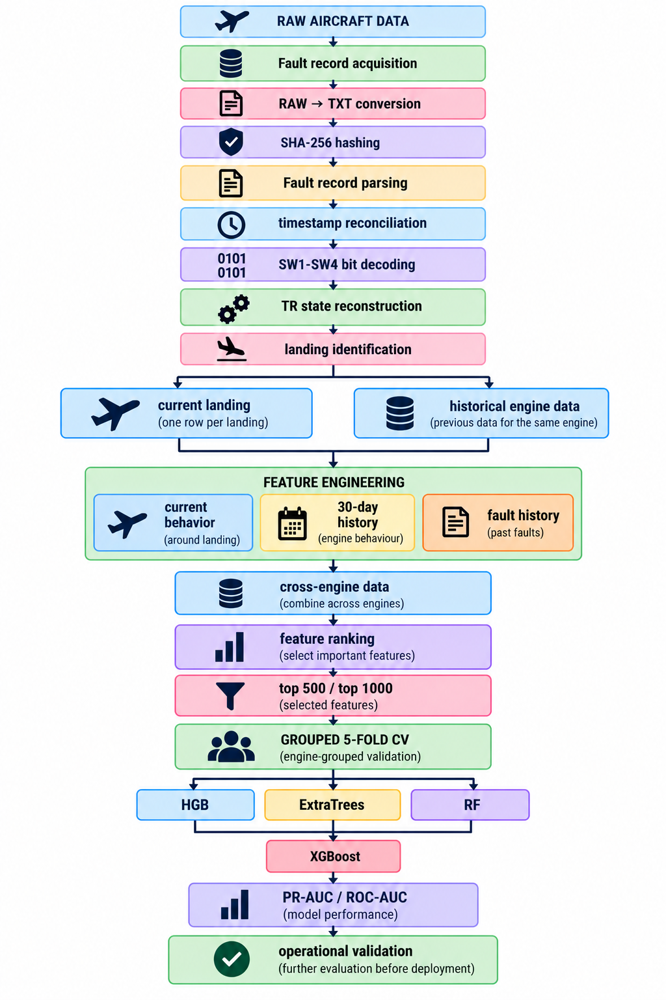 RAW AIRCRAFT DATA
Fault record acquisition
RAW → TXT conversion
SHA-256 hashing
Fault record parsing
timestamp reconciliation
0101
0101
SW1-SW4 bit decoding
TR state reconstruction
landing identification
current landing
(one row per landing)
historical engine data
(previous data for the same engine)
FEATURE ENGINEERING
current
behavior
(around landing)
30-day
history
(engine behaviour)
fault history
(past faults)
cross-engine data
(combine across engines)
feature ranking
(select important features)
top 500 / top 1000
(selected features)
GROUPED 5-FOLD CV
(engine-grouped validation)
HGB
ExtraTrees
RF
XGBoost
PR-AUC / ROC-AUC
(model performance)
operational validation
(further evaluation before deployment)